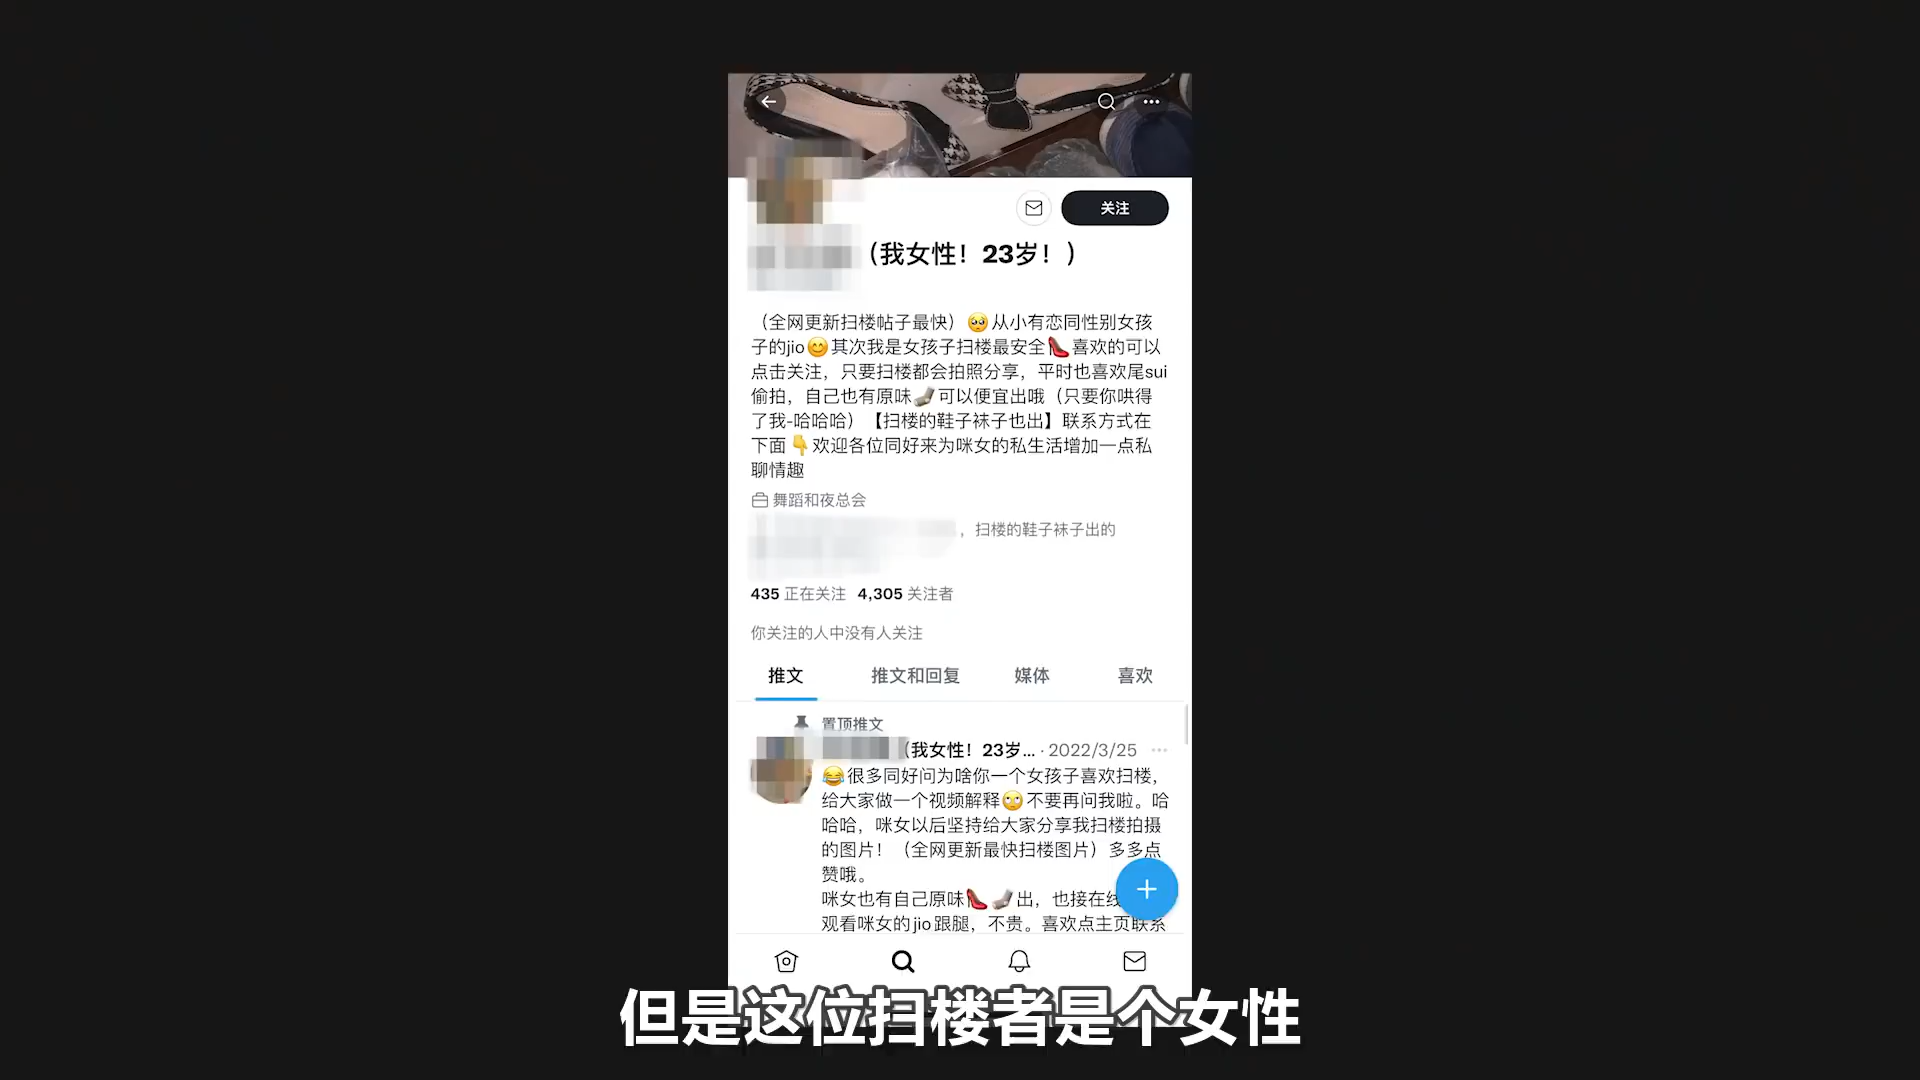 关注
（我女性！23岁！）
（全网更新扫楼帖子最快）🥺从小有恋同性别女孩
子的jio😊其次我是女孩子扫楼最安全👠喜欢的可以
点击关注，只要扫楼都会拍照分享，平时也喜欢尾sui
偷拍，自己也有原味🧦可以便宜出哦（只要你哄得
了我-哈哈哈）【扫楼的鞋子袜子也出】联系方式在
下面👇欢迎各位同好来为咪女的私生活增加一点私
聊情趣
舞蹈和夜总会
，扫楼的鞋子袜子出的
435 正在关注 4,305 关注者
你关注的人中没有人关注
推文 推文和回复 媒体 喜欢
置顶推文
（我女性！23岁... · 2022/3/25
😂很多同好问为啥你一个女孩子喜欢扫楼，
给大家做一个视频解释🙄不要再问我啦。哈
哈哈，咪女以后坚持给大家分享我扫楼拍摄
的图片！（全网更新最快扫楼图片）多多点
赞哦。
咪女也有自己原味👠🧦出，也接在线
观看咪女的jio跟腿，不贵。喜欢点主页联系
但是这位扫楼者是个女性